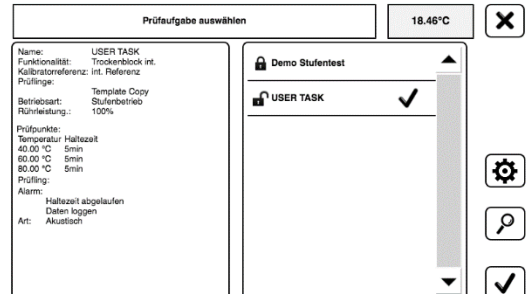 Prüfaufgabe auswählen
18.46°C
Name: USER TASK
Funktionalität: Trockenblock int.
Kalibratorreferenz: int. Referenz
Prüflinge:
Template Copy
Betriebsart: Stufenbetrieb
Rührleistung.: 100%
Prüfpunkte:
Temperatur Haltezeit
40.00 °C 5min
60.00 °C 5min
80.00 °C 5min
Prüfling:
Alarm:
Haltezeit abgelaufen
Daten loggen
Art: Akustisch
Demo Stufentest
USER TASK